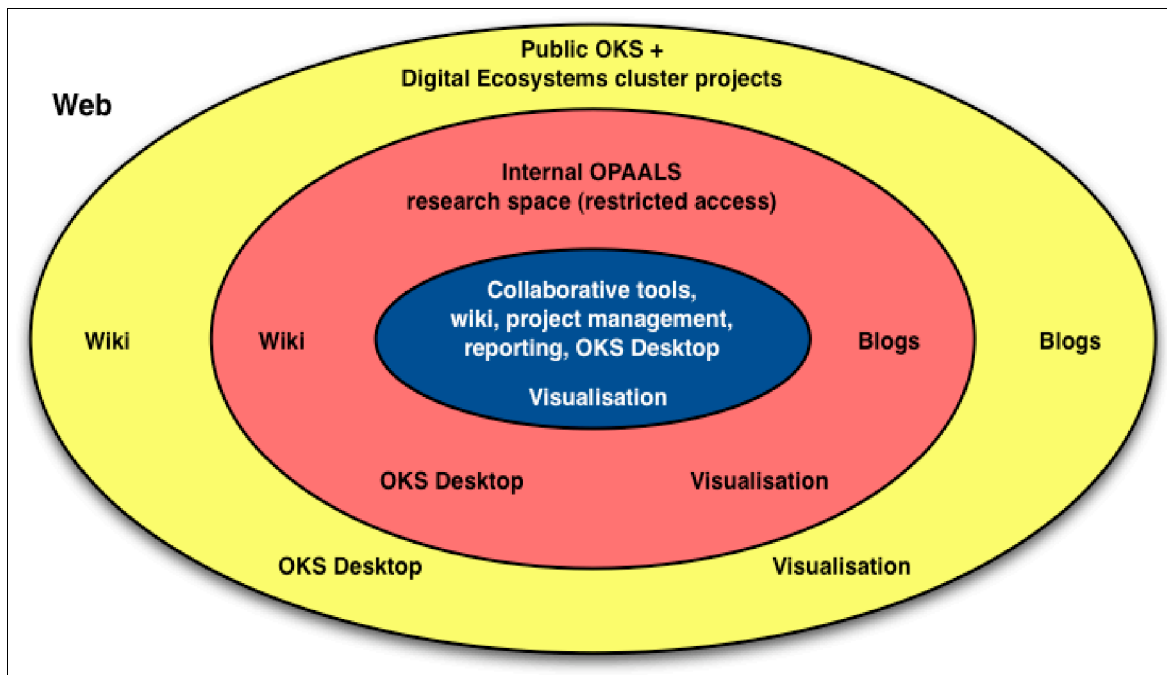 Public OKS +
Digital Ecosystems cluster projects
Web
Internal OPAALS
research space (restricted access)
Collaborative tools,
wiki, project management,
reporting, OKS Desktop
Visualisation
Wiki
Wiki
Blogs
Blogs
OKS Desktop
Visualisation
OKS Desktop
Visualisation